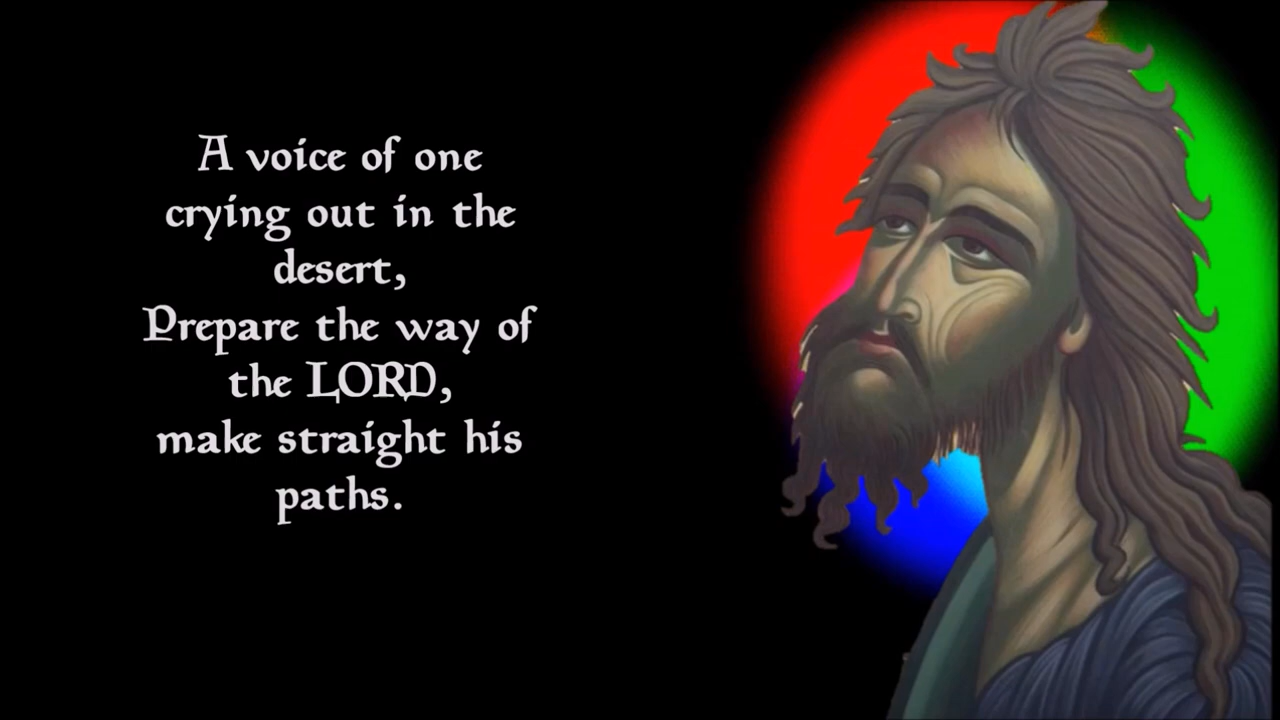 A voice of one
crying out in the
desert,
Prepare the way of
the LORD,
make straight his
paths.